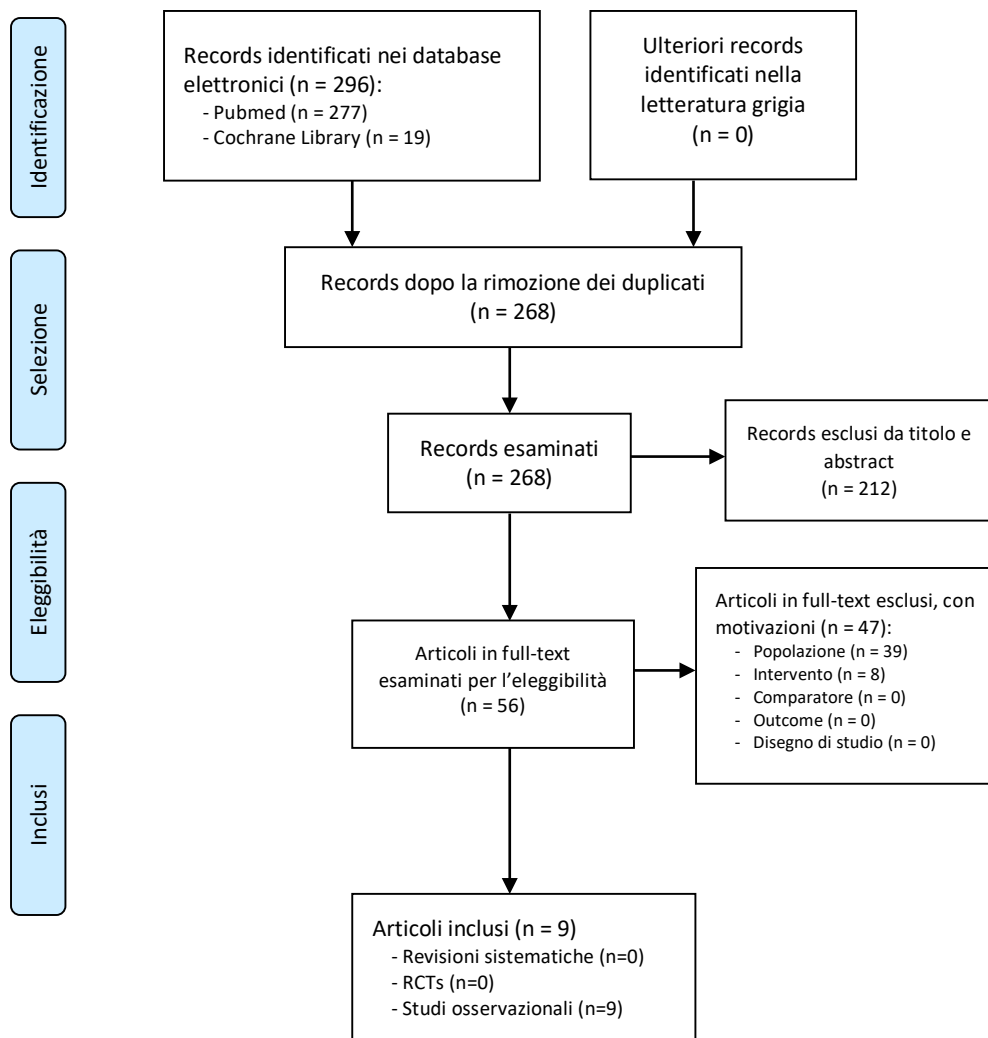 Identificazione
Records identificati nei database
elettronici (n = 296):
- Pubmed (n = 277)
- Cochrane Library (n = 19)
Ulteriori records
identificati nella
letteratura grigia
(n = 0)
Selezione
Records dopo la rimozione dei duplicati
(n = 268)
Records esaminati
(n = 268)
Records esclusi da titolo e
abstract
(n = 212)
Eleggibilità
Articoli in full-text
esaminati per l'eleggibilità
(n = 56)
Articoli in full-text esclusi, con
motivazioni (n = 47):
- Popolazione (n = 39)
- Intervento (n = 8)
- Comparatore (n = 0)
- Outcome (n = 0)
- Disegno di studio (n = 0)
Inclusi
Articoli inclusi (n = 9)
- Revisioni sistematiche (n=0)
- RCTs (n=0)
- Studi osservazionali (n=9)